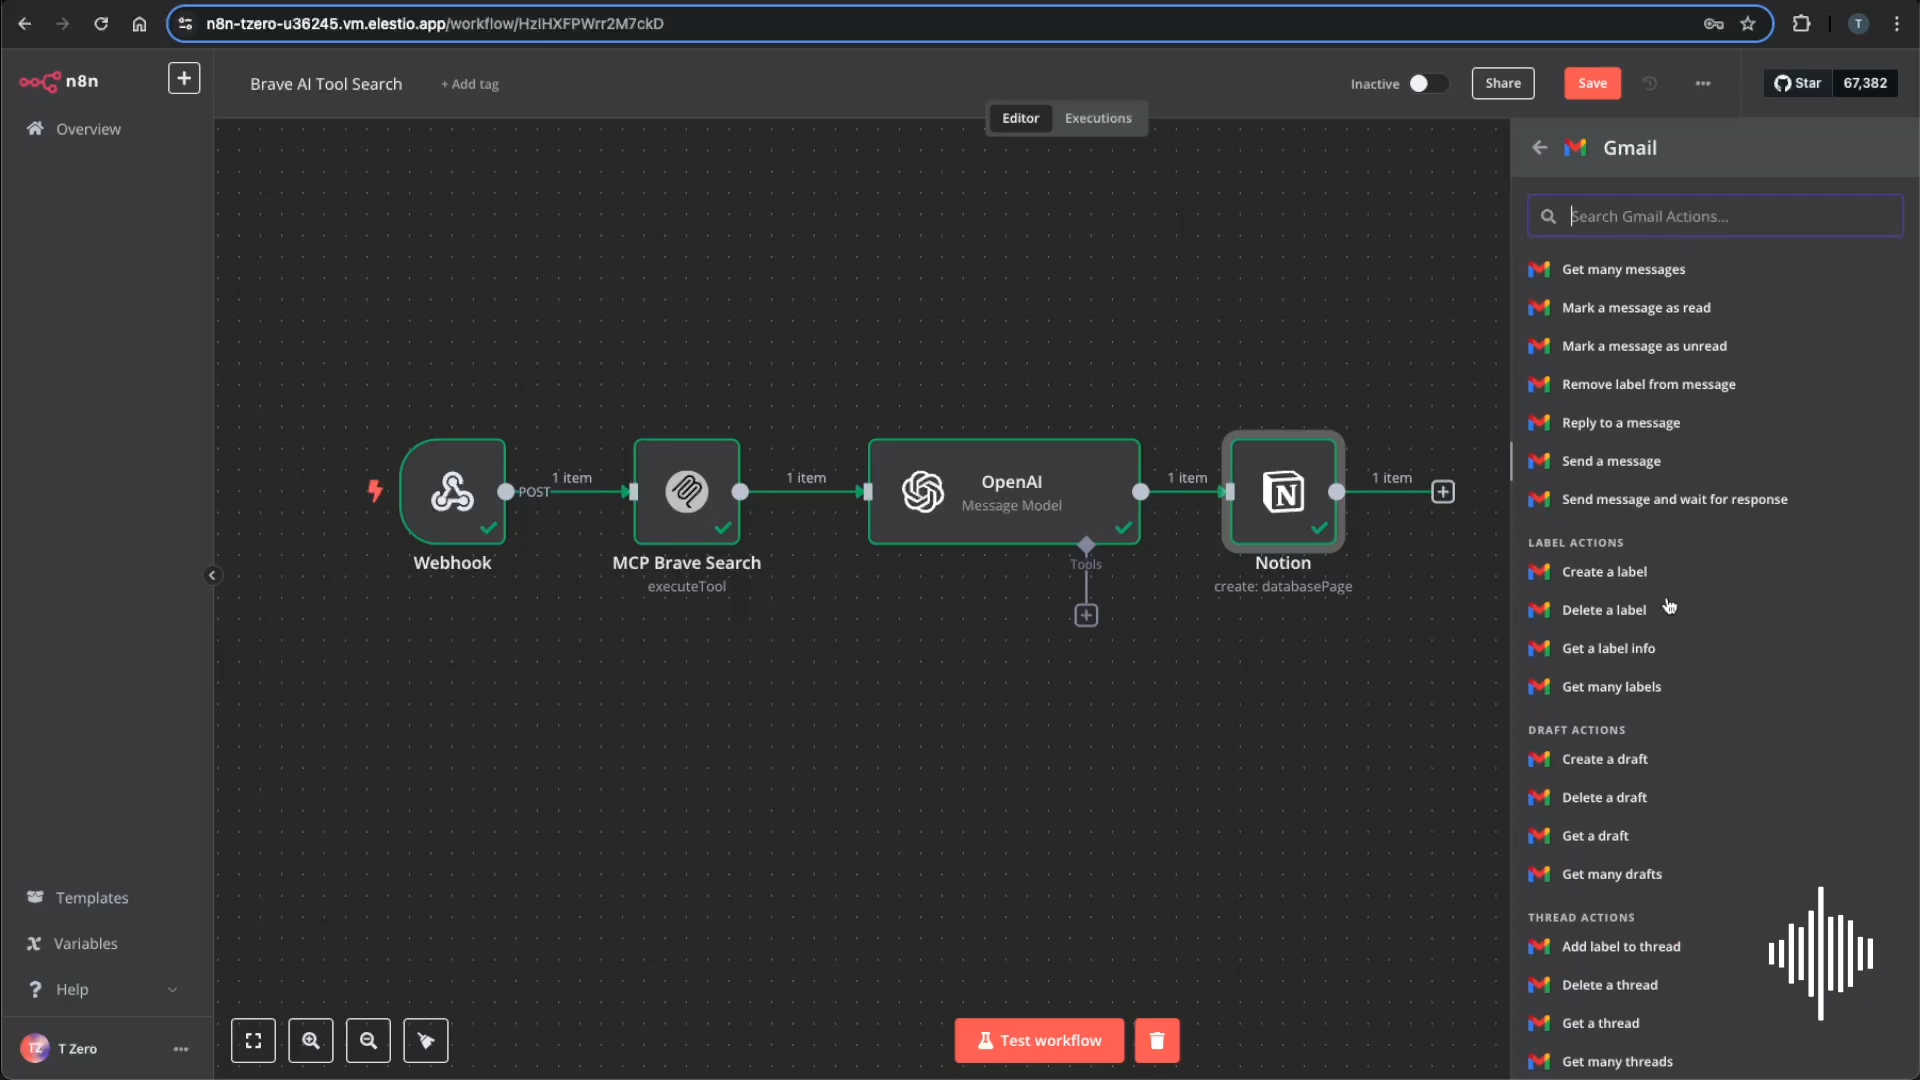 n8n-tzero-u36245.vm.elestio.app/workflow/HzIHXFPWrr2M7ckD
T
n8n
Brave AI Tool Search
+ Add tag
Inactive
Share
Save
Star
67,382
Overview
Editor
Executions
Gmail
Search Gmail Actions...
Get many messages
Mark a message as read
Mark a message as unread
Remove label from message
Reply to a message
Send a message
Send message and wait for response
LABEL ACTIONS
Create a label
Delete a label
Get a label info
Get many labels
DRAFT ACTIONS
Create a draft
Delete a draft
Get a draft
Get many drafts
THREAD ACTIONS
Add label to thread
Delete a thread
Get a thread
Get many threads
POST
1 item
1 item
1 item
1 item
OpenAI
Message Model
Tools
N
Webhook
MCP Brave Search
executeTool
Notion
create: databasePage
Templates
Variables
Help
TZ
T Zero
Test workflow